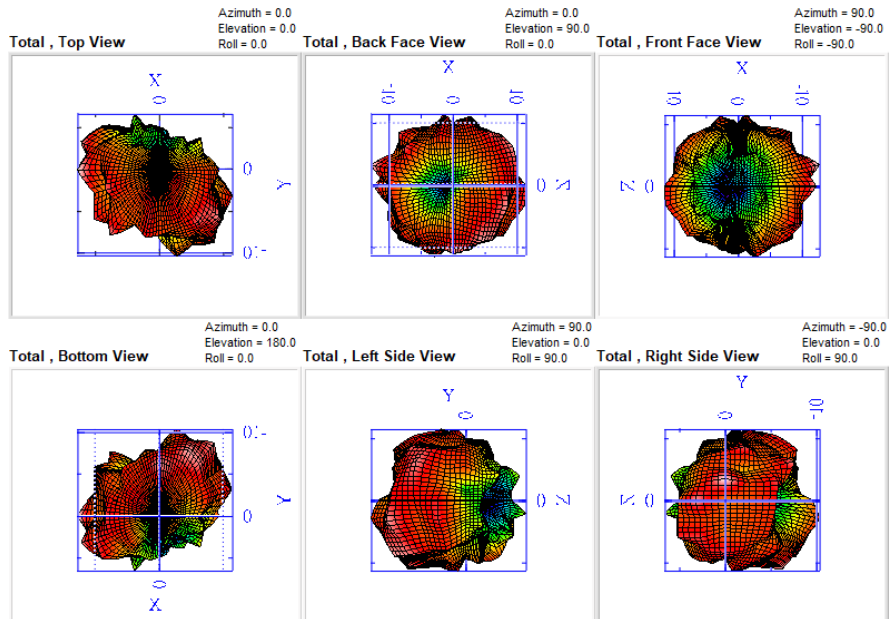 Azimuth = 0.0
Elevation = 0.0
Roll = 0.0
Total , Top View
X
0
0
Y
-10
Azimuth = 0.0
Elevation = 90.0
Roll = 0.0
Total , Back Face View
X
-10
0
10
0
Z
Azimuth = 90.0
Elevation = -90.0
Roll = -90.0
Total , Front Face View
X
10
0
-10
Z
0
Azimuth = 0.0
Elevation = 180.0
Roll = 0.0
Total , Bottom View
-10
Y
0
0
X
Azimuth = 90.0
Elevation = 0.0
Roll = 90.0
Total , Left Side View
Y
0
0
Z
Azimuth = -90.0
Elevation = 0.0
Roll = 90.0
Total , Right Side View
Y
0
-10
Z
0